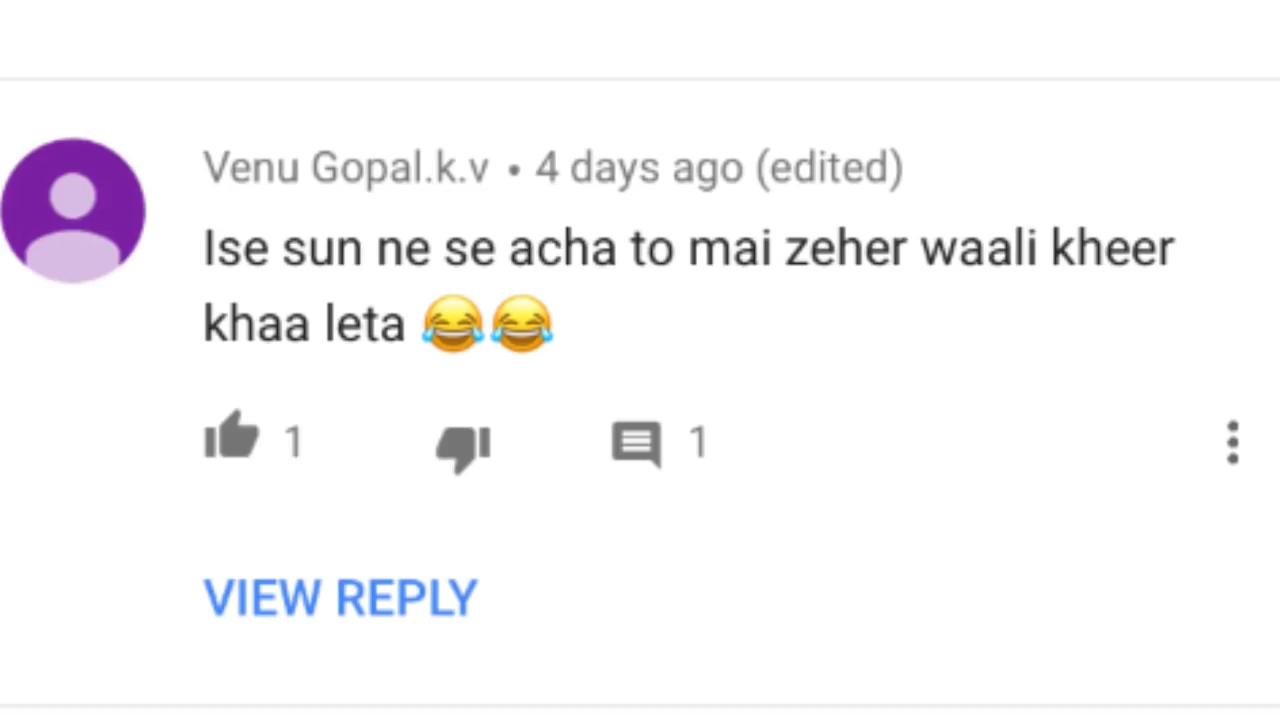 Venu Gopal.k.v • 4 days ago (edited)
Ise sun ne se acha to mai zeher waali kheer
khaa leta 😂😂
1 1
VIEW REPLY